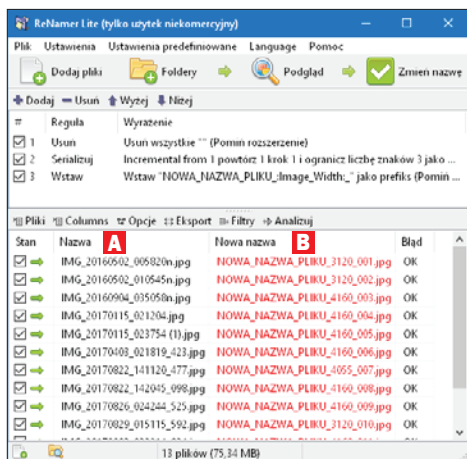 ReNamer Lite (tylko użytek niekomercyjny)
Plik Ustawienia Ustawienia predefiniowane Language Pomoc
Dodaj pliki Foldery Podgląd Zmień nazwę
Dodaj Usuń Wyżej Niżej
# Reguła Wyrażenie
1 Usuń Usuń wszystkie "" (Pomiń rozszerzenie)
2 Serializuj Incremental from 1 powtórz 1 krok 1 i ogranicz liczbę znaków 3 jako ...
3 Wstaw Wstaw "NOWA_NAZWA_PLIKU_:Image_Width:_" jako prefiks (Pomiń ...
Pliki Columns Opcje Eksport Filtry Analizuj
Stan Nazwa A Nowa nazwa B Błąd
IMG_20160502_005820n.jpg NOWA_NAZWA_PLIKU_3120_001.jpg OK
IMG_20160502_010545n.jpg NOWA_NAZWA_PLIKU_3120_002.jpg OK
IMG_20160904_035058n.jpg NOWA_NAZWA_PLIKU_4160_003.jpg OK
IMG_20170115_021204.jpg NOWA_NAZWA_PLIKU_4160_004.jpg OK
IMG_20170115_023754 (1).jpg NOWA_NAZWA_PLIKU_4160_005.jpg OK
IMG_20170403_021819_423.jpg NOWA_NAZWA_PLIKU_4160_006.jpg OK
IMG_20170822_141120_477.jpg NOWA_NAZWA_PLIKU_4055_007.jpg OK
IMG_20170822_142045_098.jpg NOWA_NAZWA_PLIKU_4160_008.jpg OK
IMG_20170826_024244_525.jpg NOWA_NAZWA_PLIKU_4160_009.jpg OK
IMG_20170829_015115_592.jpg NOWA_NAZWA_PLIKU_3120_010.jpg OK
13 plików (75,34 MB)